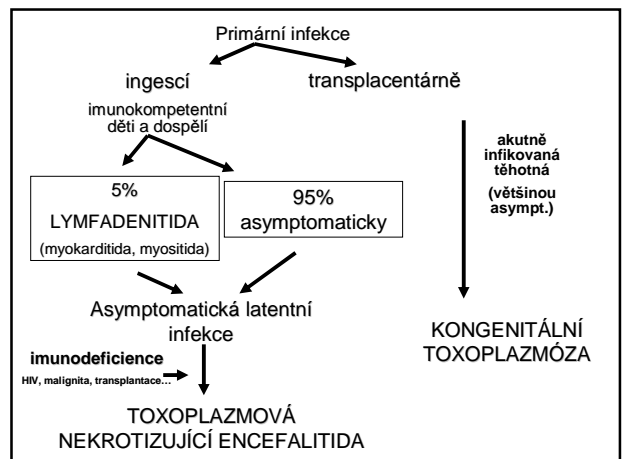 Primární infekce
ingescí
transplacentárně
imunokompetentní
děti a dospělí
akutně
infikovaná
těhotná
(většinou
asympt.)
5%
LYMFADENITIDA
(myokarditida, myositida)
95%
asymptomaticky
Asymptomatická latentní
infekce
KONGENITÁLNÍ
TOXOPLAZMÓZA
imunodeficience
HIV, malignita, transplantace...
TOXOPLAZMOVÁ
NEKROTIZUJÍCÍ ENCEFALITIDA